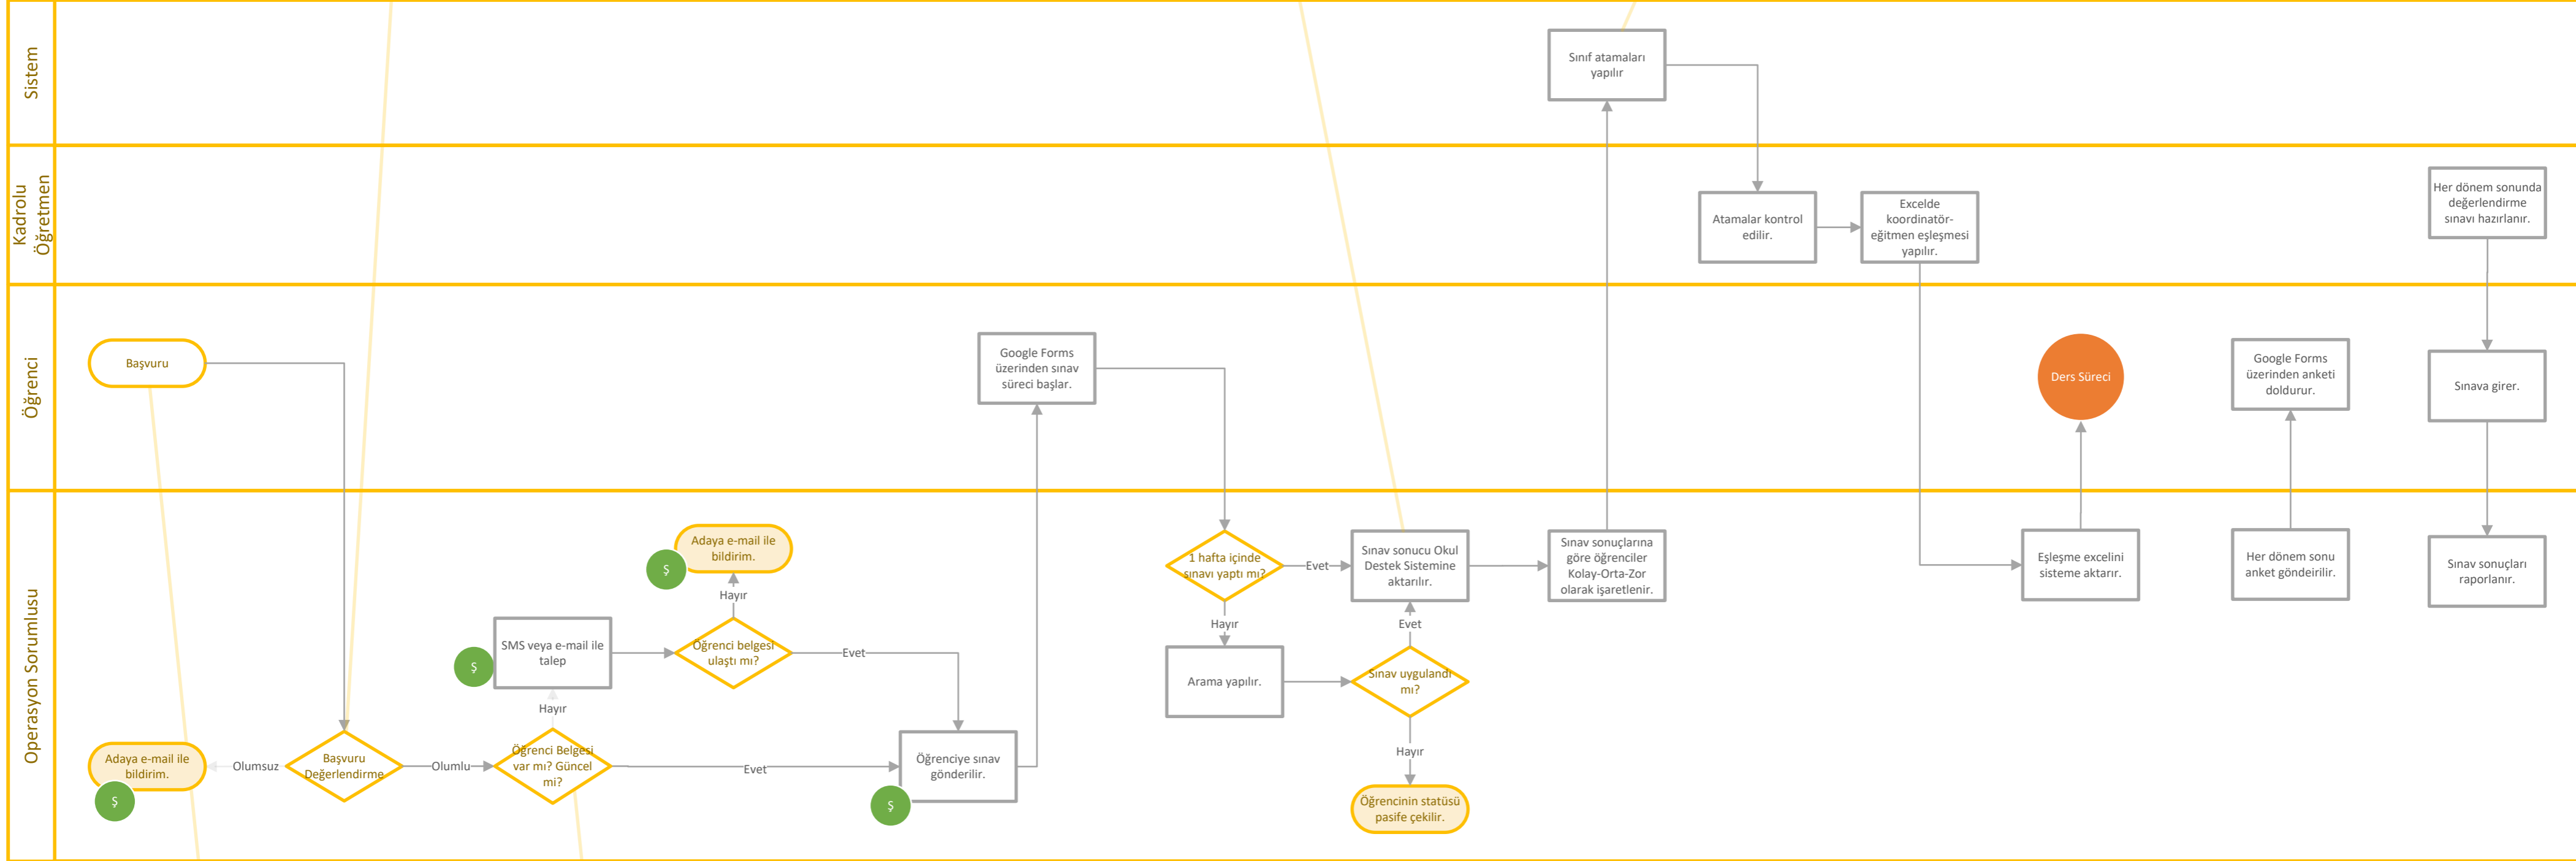 Sistem
Sınıf atamaları
yapılır
Kadrolu
Öğretmen
Atamalar kontrol
edilir.
Excelde
koordinatör-
eğitmen eşleşmesi
yapılır.
Her dönem sonunda
değerlendirme
sınavı hazırlanır.
Öğrenci
Başvuru
Google Forms
üzerinden sınav
süreci başlar.
Ders Süreci
Google Forms
üzerinden anketi
doldurur.
Sınava girer.
Operasyon Sorumlusu
Adaya e-mail ile
bildirim.
Ş
Olumsuz
Başvuru
Değerlendirme
Olumlu
Öğrenci Belgesi
var mı? Güncel
mi?
Hayır
SMS veya e-mail ile
talep
Ş
Öğrenci belgesi
ulaştı mı?
Hayır
Adaya e-mail ile
bildirim.
Ş
Evet
Evet
Öğrenciye sınav
gönderilir.
Ş
1 hafta içinde
sınavı yaptı mı?
Evet
Hayır
Arama yapılır.
Sınav uygulandı
mı?
Evet
Hayır
Öğrencinin statüsü
pasife çekilir.
Sınav sonucu Okul
Destek Sistemine
aktarılır.
Sınav sonuçlarına
göre öğrenciler
Kolay-Orta-Zor
olarak işaretlenir.
Eşleşme excelini
sisteme aktarır.
Her dönem sonu
anket göndeirilir.
Sınav sonuçları
raporlanır.